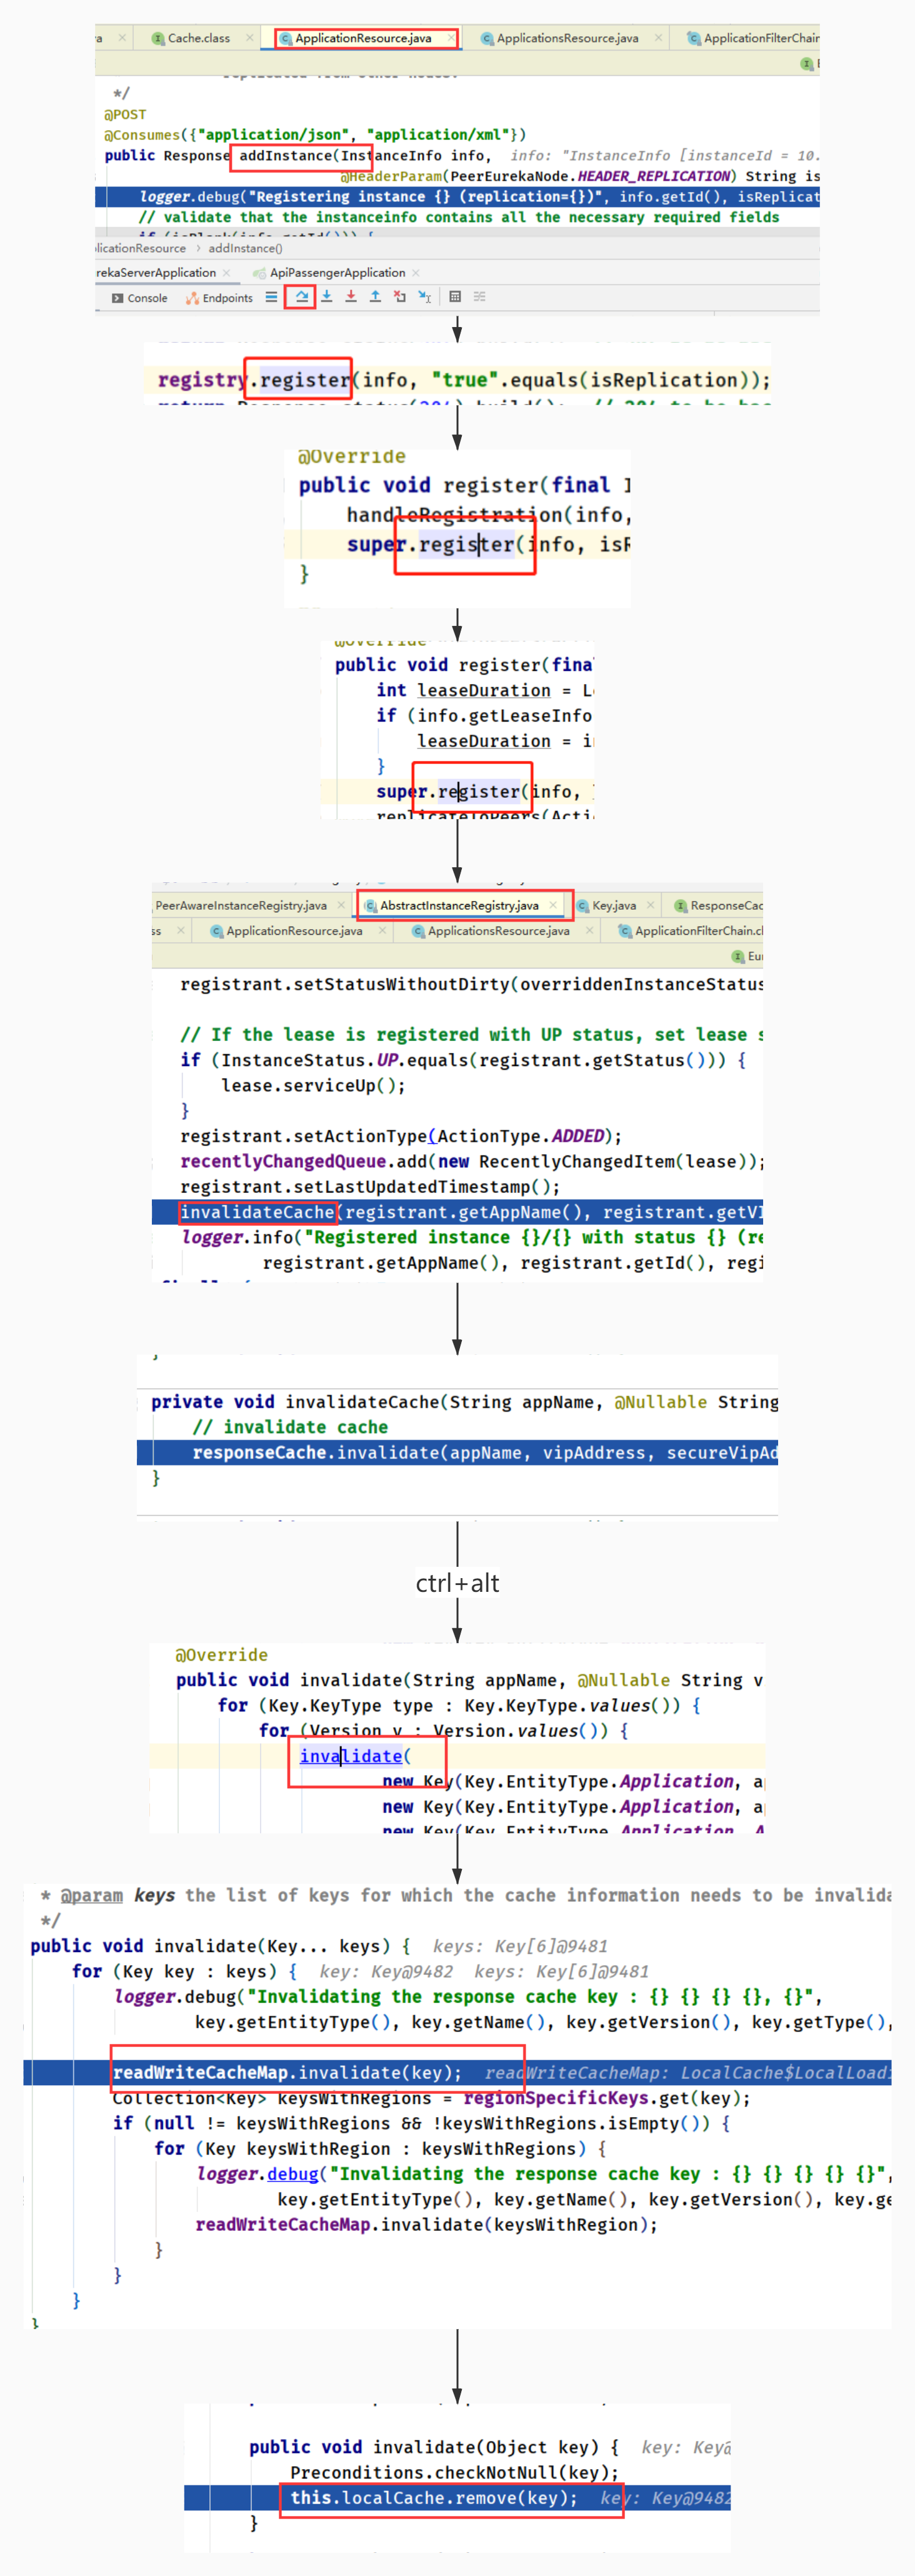 Cache.class ApplicationResource.java ApplicationsResource.java ApplicationFilterChain
*/
@POST
@Consumes({"application/json", "application/xml"})
public Response addInstance(InstanceInfo info, info: "InstanceInfo [instanceId = 10.
@HeaderParam(PeerEurekaNode.HEADER_REPLICATION) String is
logger.debug("Registering instance {} (replication={})", info.getId(), isReplicat
// validate that the instanceinfo contains all the necessary required fields
if (isBlank(info.getId())) {
licationResource > addInstance()
rekaServerApplication ApiPassengerApplication
Console Endpoints
registry.register(info, "true".equals(isReplication));
@Override
public void register(final I
handleRegistration(info,
super.register(info, isR
}
@Override
public void register(fina
int leaseDuration = L
if (info.getLeaseInfo
leaseDuration = in
}
super.register(info,
replicateToPeers(Acti
PeerAwareInstanceRegistry.java AbstractInstanceRegistry.java Key.java ResponseCac
ss ApplicationResource.java ApplicationsResource.java ApplicationFilterChain.cl
Eu
registrant.setStatusWithoutDirty(overriddenInstanceStatus
// If the lease is registered with UP status, set lease s
if (InstanceStatus.UP.equals(registrant.getStatus())) {
lease.serviceUp();
}
registrant.setActionType(ActionType.ADDED);
recentlyChangedQueue.add(new RecentlyChangedItem(lease));
registrant.setLastUpdatedTimestamp();
invalidateCache(registrant.getAppName(), registrant.getVI
logger.info("Registered instance {}/{} with status {} (re
registrant.getAppName(), registrant.getId(), regi
}
private void invalidateCache(String appName, @Nullable String
// invalidate cache
responseCache.invalidate(appName, vipAddress, secureVipAd
}
ctrl+alt
@Override
public void invalidate(String appName, @Nullable String v
for (Key.KeyType type : Key.KeyType.values()) {
for (Version v : Version.values()) {
invalidate(
new Key(Key.EntityType.Application, a
new Key(Key.EntityType.Application, a
new Key(Key.EntityType.Application, A
* @param keys the list of keys for which the cache information needs to be invalida
*/
public void invalidate(Key... keys) { keys: Key[6]@9481
for (Key key : keys) { key: Key@9482 keys: Key[6]@9481
logger.debug("Invalidating the response cache key : {} {} {} {}, {}",
key.getEntityType(), key.getName(), key.getVersion(), key.getType(),
readWriteCacheMap.invalidate(key); readWriteCacheMap: LocalCache$LocalLoadi
Collection<Key> keysWithRegions = regionSpecificKeys.get(key);
if (null != keysWithRegions && !keysWithRegions.isEmpty()) {
for (Key keysWithRegion : keysWithRegions) {
logger.debug("Invalidating the response cache key : {} {} {} {} {}",
key.getEntityType(), key.getName(), key.getVersion(), key.ge
readWriteCacheMap.invalidate(keysWithRegion);
}
}
}
}
public void invalidate(Object key) { key: Key@
Preconditions.checkNotNull(key);
this.localCache.remove(key); key: Key@9482
}